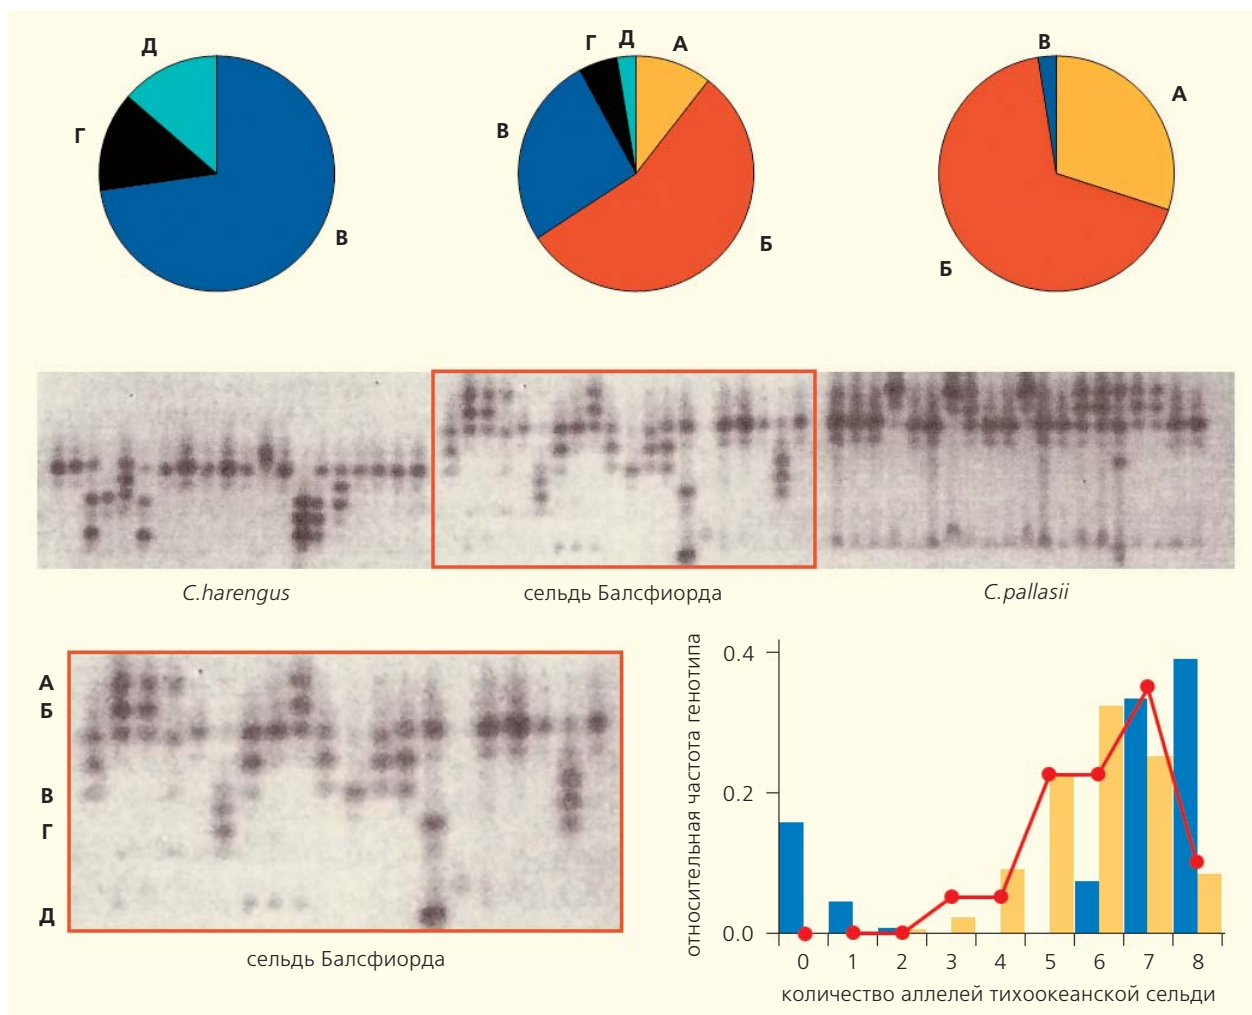 Д
Г
В
Г
Д
А
В
Б
В
А
Б
C.harengus
сельдь Балсфиорда
C.pallasii
А
Б
В
Г
Д
сельдь Балсфиорда
относительная частота генотипа
0.4
0.2
0.0
0 1 2 3 4 5 6 7 8
количество аллелей тихоокеанской сельди